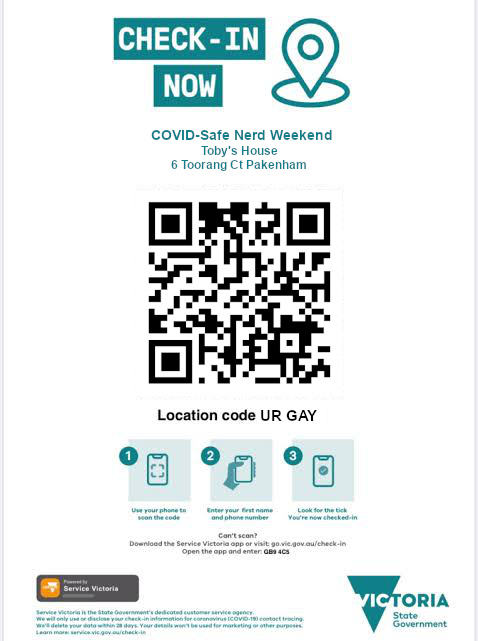 CHECK-IN
NOW
COVID-Safe Nerd Weekend
Toby's House
6 Toorang Ct Pakenham
Location code UR GAY
1
2
3
Use your phone to
scan the code
Enter your first name
and phone number
Look for the tick
You're now checked-in
Can't scan?
Download the Service Victoria app or visit: go.vic.gov.au/check-in
Open the app and enter: GB9 4C5
Powered by
Service Victoria
Service Victoria is the State Government's dedicated customer service agency.
We will only use or disclose your check-in information for coronavirus (COVID-19) contact tracing.
We'll delete your data within 28 days. Your details won't be used for marketing or other purposes.
Learn more: service.vic.gov.au/check-in
VICTORIA
State
Government